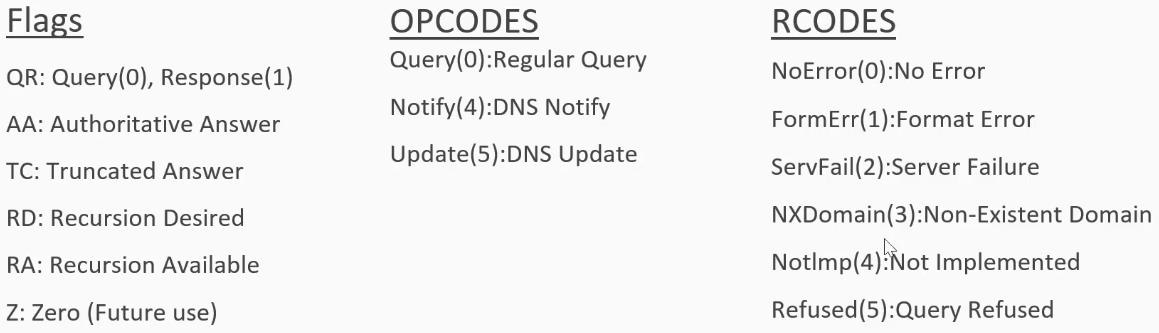 Flags
QR: Query(0), Response(1)
AA: Authoritative Answer
TC: Truncated Answer
RD: Recursion Desired
RA: Recursion Available
Z: Zero (Future use)
OPCODES
Query(0):Regular Query
Notify(4):DNS Notify
Update(5):DNS Update
RCODES
NoError(0):No Error
FormErr(1):Format Error
ServFail(2):Server Failure
NXDomain(3):Non-Existent Domain
NotImp(4):Not Implemented
Refused(5):Query Refused